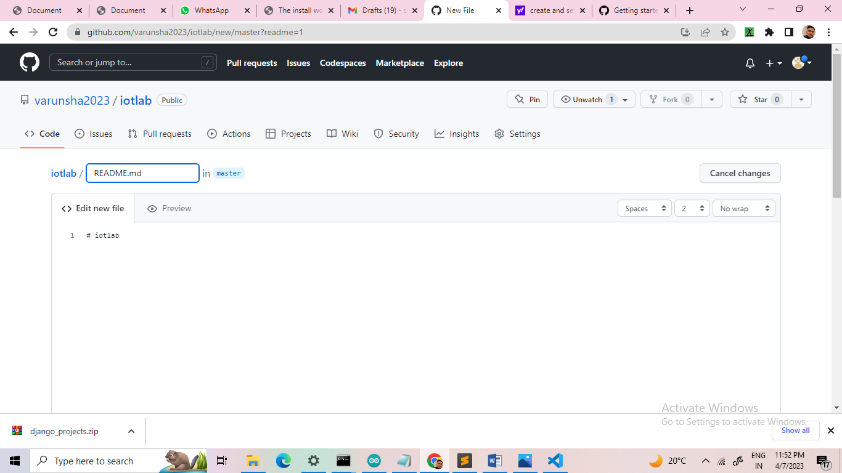 Document
Document
WhatsApp
The install wo
Drafts (19) - s
New File
create and se
Getting starte
github.com/varunsha2023/iotlab/new/master?readme=1
Search or jump to...
/
Pull requests Issues Codespaces Marketplace Explore
varunsha2023 / iotlab Public
Pin
Unwatch 1
Fork 0
Star 0
Code Issues Pull requests Actions Projects Wiki Security Insights Settings
iotlab / README.md in master
Cancel changes
Edit new file Preview
Spaces 2 No wrap
1 # iotlab
Activate Windows
Go to Settings to activate Windows.
django_projects.zip
Show all
Type here to search
20°C
ENG
IN
11:52 PM
4/7/2023
17